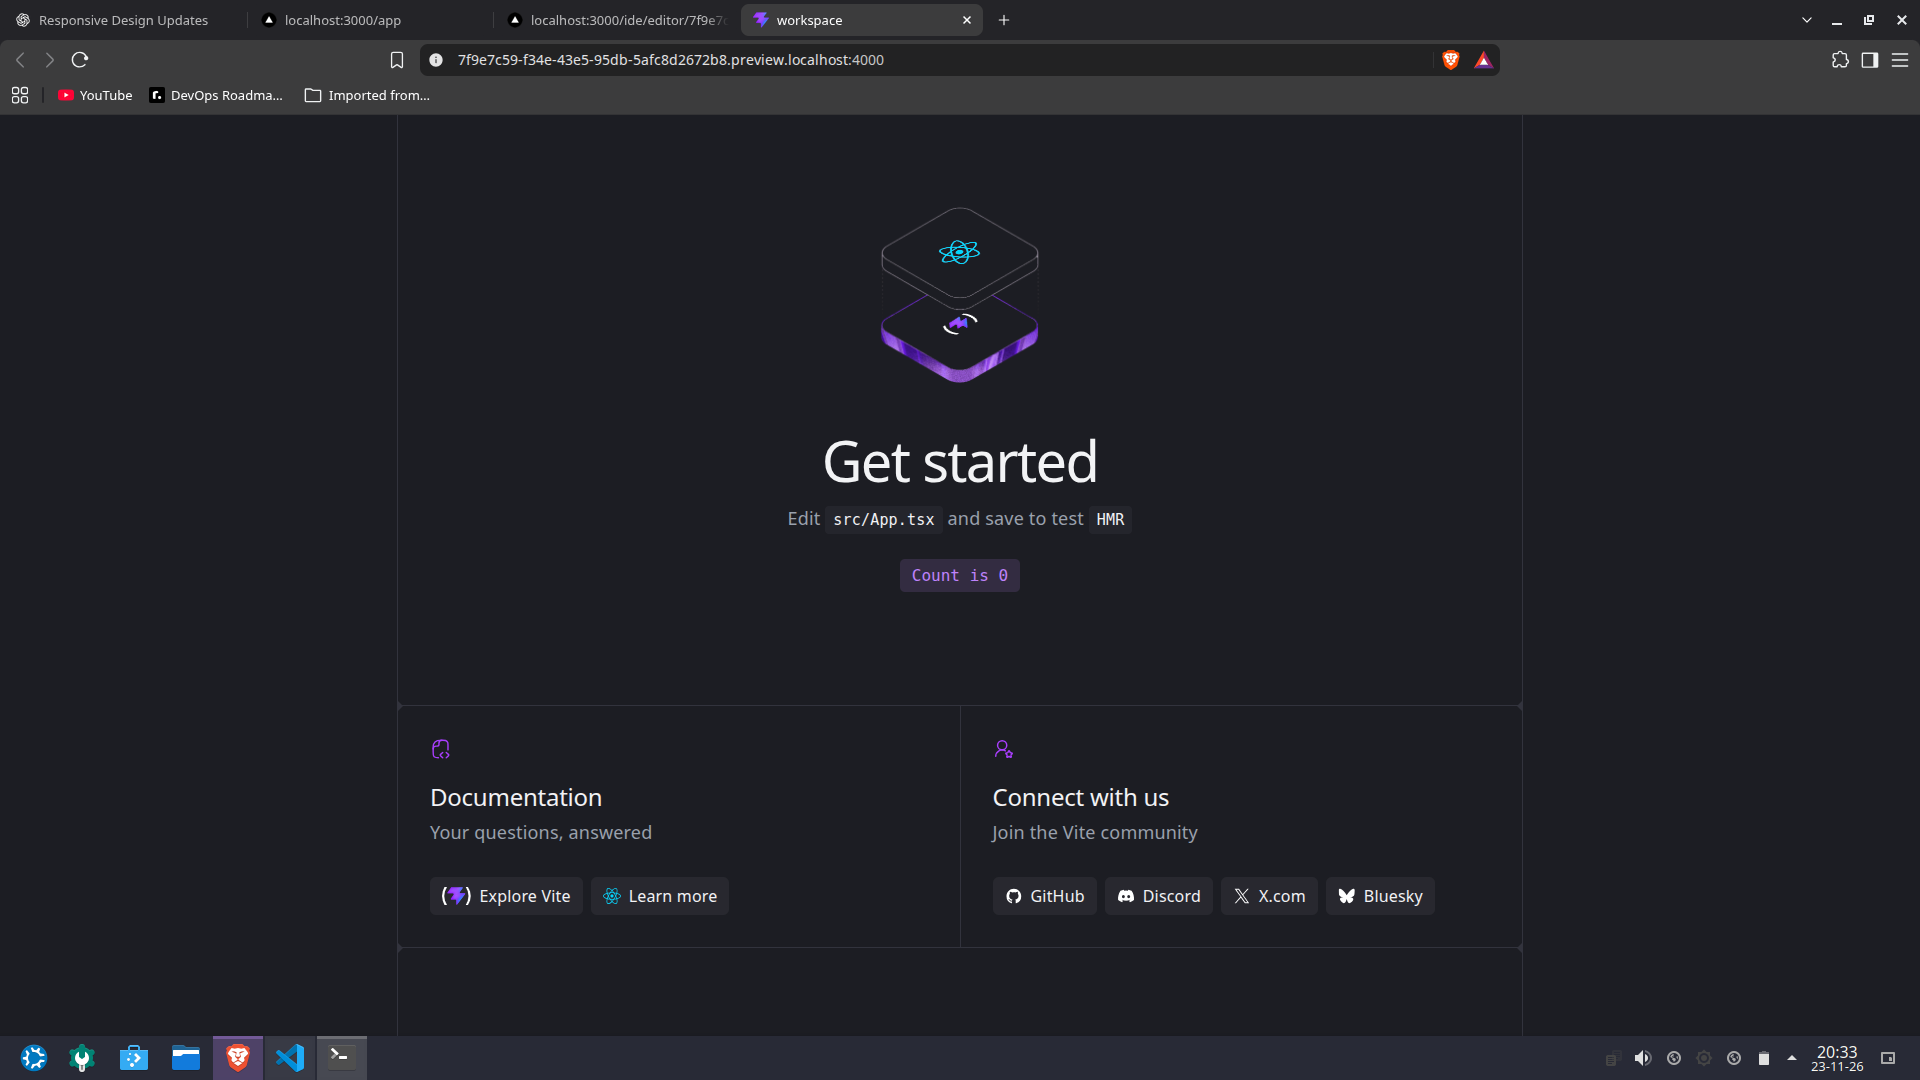 Responsive Design Updates
localhost:3000/app
localhost:3000/ide/editor/7f9e7c
workspace
7f9e7c59-f34e-43e5-95db-5afc8d2672b8.preview.localhost:4000
YouTube
DevOps Roadma...
Imported from...
Get started
Edit src/App.tsx and save to test HMR
Count is 0
Documentation
Your questions, answered
Explore Vite
Learn more
Connect with us
Join the Vite community
GitHub
Discord
X.com
Bluesky
20:33
23-11-26